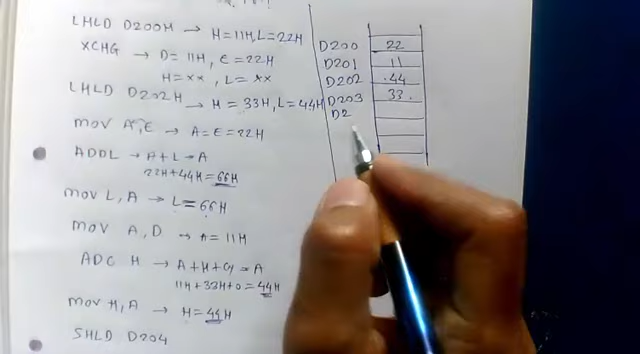 LHLD D200H → H=11H, L=22H
XCHG → D=11H, E=22H
H=xx, L=xx
LHLD D202H → H=33H, L=44H
MOV A,E → A=E=22H
ADDL → A+L→A
22H+44H=66H
MOV L,A → L=66H
MOV A,D → A=11H
ADC H → A+H+Cy→A
11H+33H+0=44H
MOV H,A → H=44H
SHLD D204
D200 22
D201 11
D202 .44
D203 33.
D2